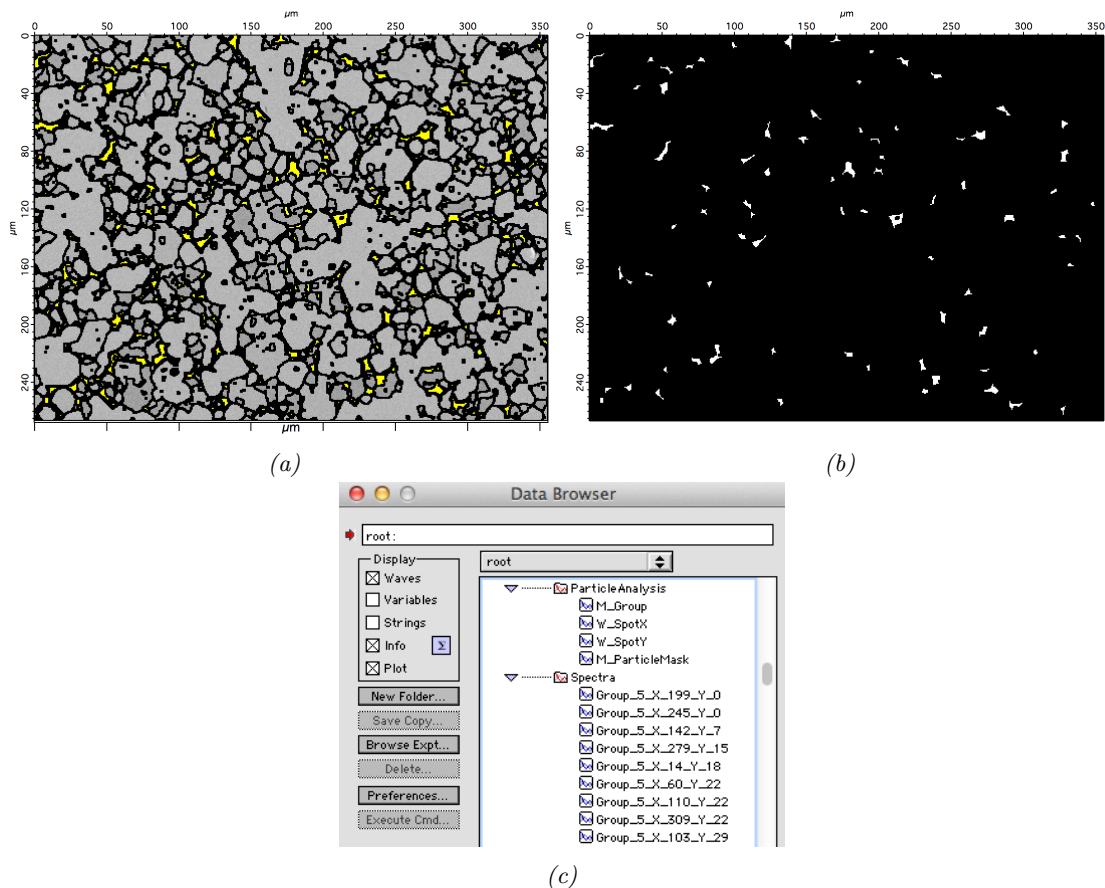 µm
0 50 100 150 200 250 300 350
µm
0 50 100 150 200 250 300 350
0
40
80
120
160
200
240
µm
0
40
80
120
160
200
240
µm
µm
(a)
(b)
Data Browser
root:
Display
Waves
Variables
Strings
Info Σ
Plot
New Folder...
Save Copy...
Browse Expt...
Delete...
Preferences...
Execute Cmd...
root
ParticleAnalysis
M_Group
W_SpotX
W_SpotY
M_ParticleMask
Spectra
Group_5_X_199_Y_0
Group_5_X_245_Y_0
Group_5_X_142_Y_7
Group_5_X_279_Y_15
Group_5_X_14_Y_18
Group_5_X_60_Y_22
Group_5_X_110_Y_22
Group_5_X_309_Y_22
Group_5_X_103_Y_29
(c)